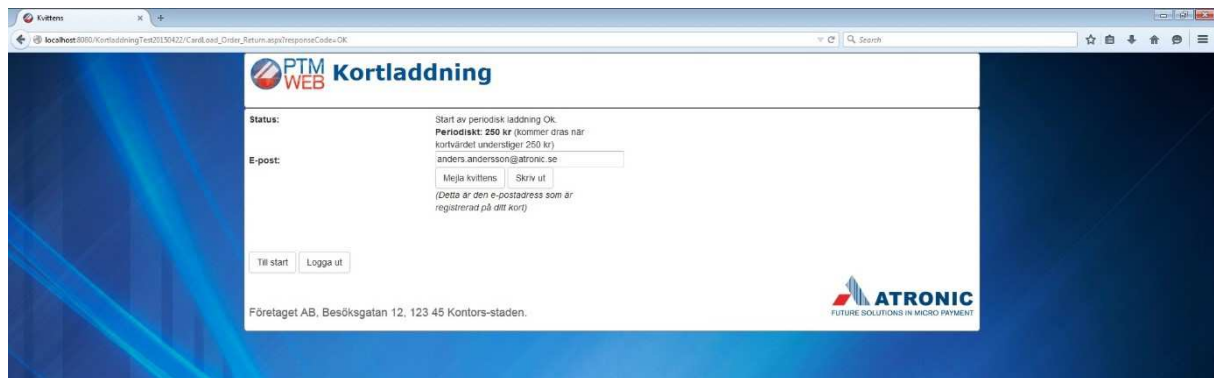 Kvittens
localhost:8080/KortladdningTest20150422/CardLoad_Order_Return.aspx?responseCode=OK
Search
PTM WEB Kortladdning
Status: Start av periodisk laddning Ok.
Periodiskt: 250 kr (kommer dras när
kortvärdet understiger 250 kr)
E-post: anders.andersson@atronic.se
Mejla kvittens Skriv ut
(Detta är den e-postadress som är
registrerad på ditt kort)
Till start Logga ut
ATRONIC
FUTURE SOLUTIONS IN MICRO PAYMENT
Företaget AB, Besöksgatan 12, 123 45 Kontors-staden.